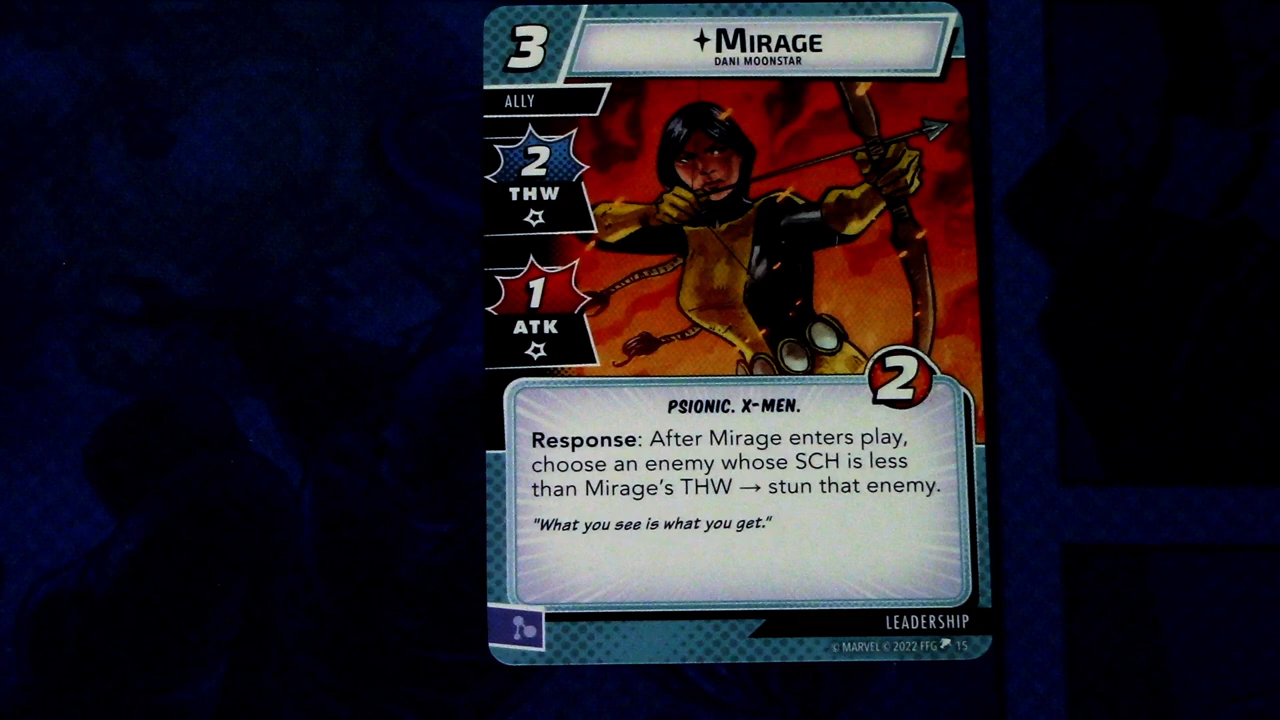 3
Mirage
DANI MOONSTAR
ALLY
2
THW
1
ATK
2
PSIONIC. X-MEN.
Response: After Mirage enters play,
choose an enemy whose SCH is less
than Mirage's THW → stun that enemy.
"What you see is what you get."
LEADERSHIP
© MARVEL © 2022 FFG 15